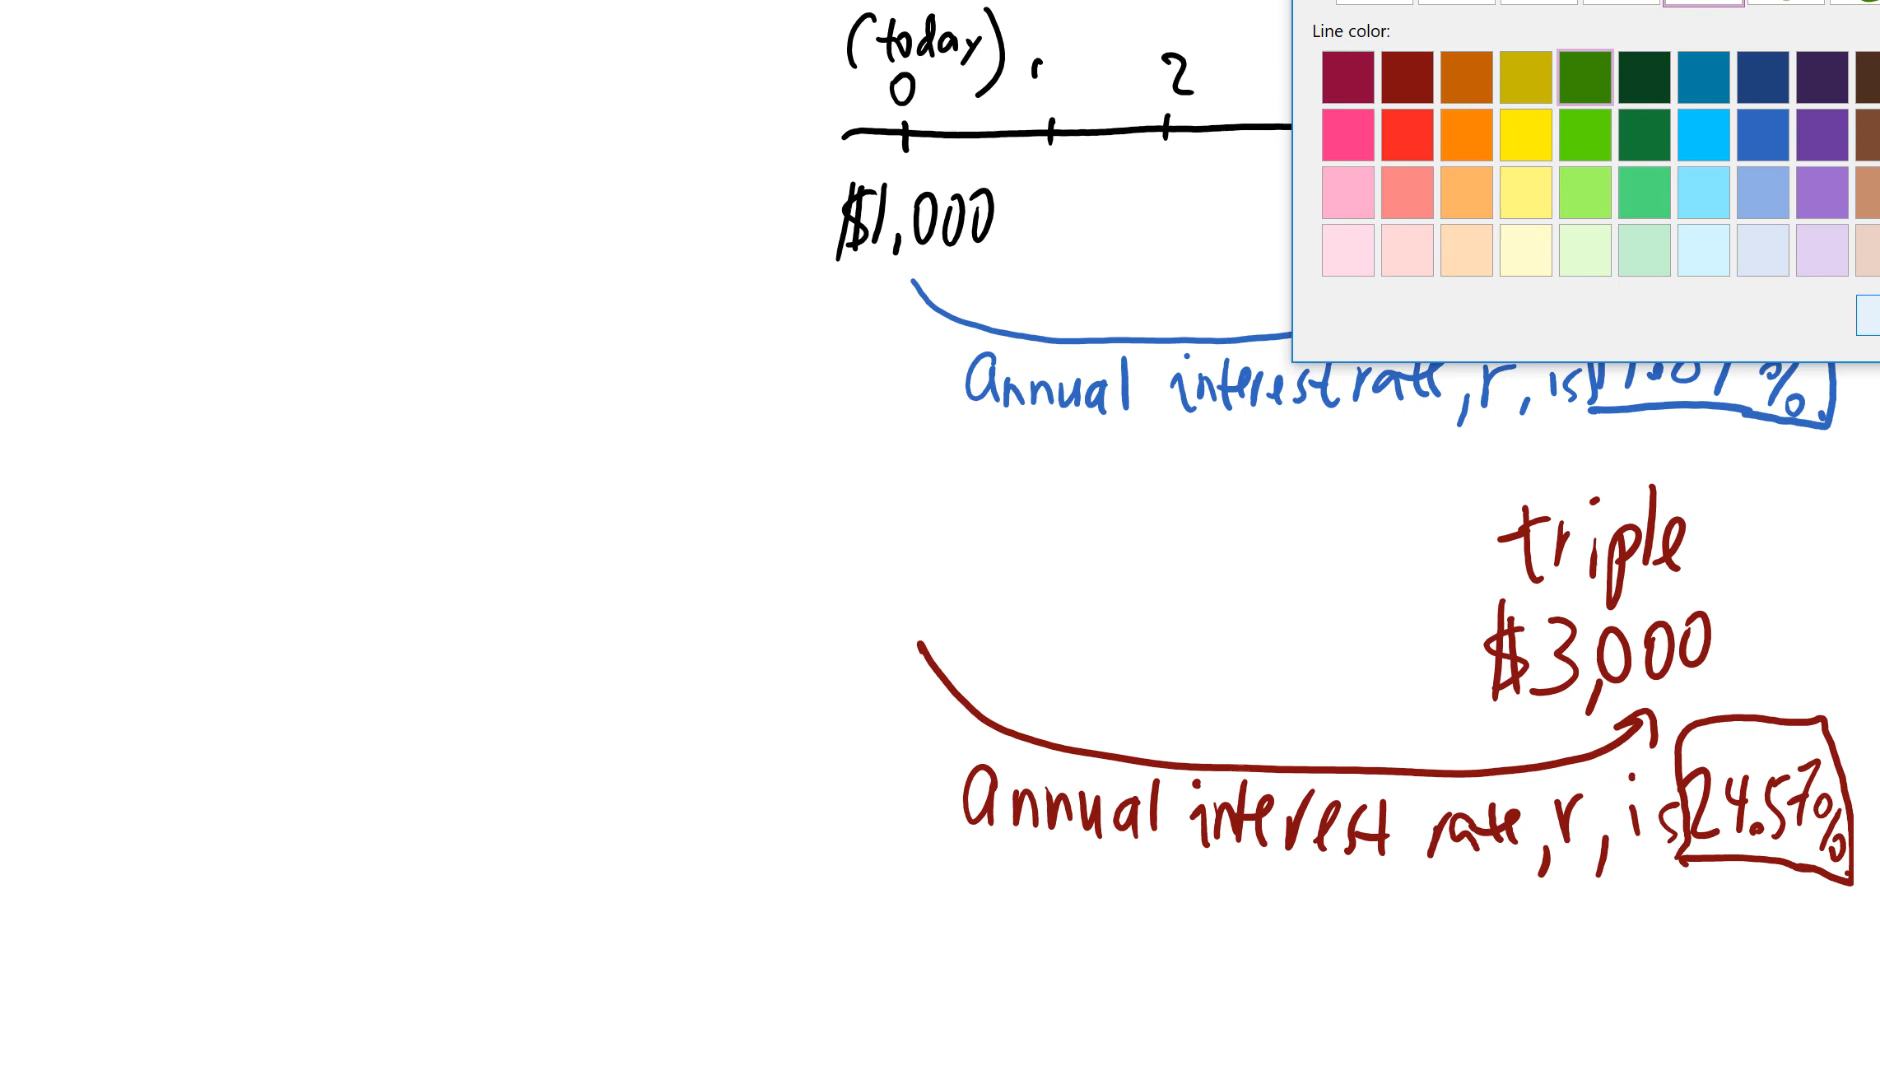 (today)
0 1 2
Line color:
$1,000
Annual interest rate, r, is %.
triple
$3,000
Annual interest rate, r, is 24.57%